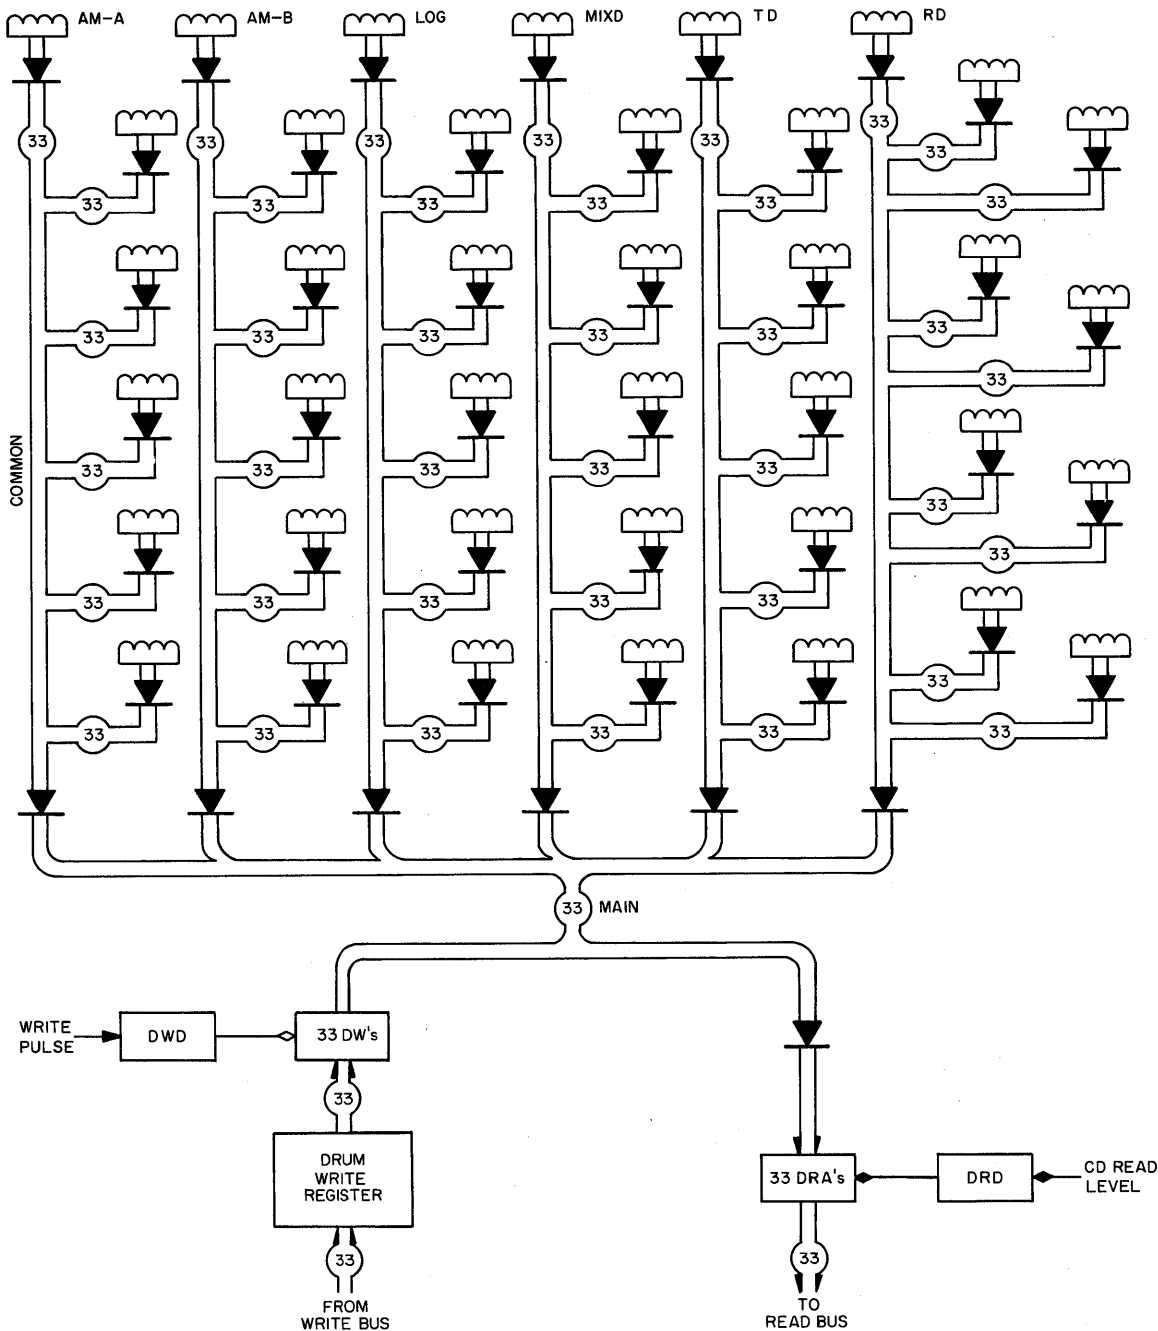 AM-A AM-B LOG MIXD TD RD
33 33 33 33 33 33
33
33 33 33 33 33 33
33 33 33 33 33 33
33
COMMON
33 33 33 33 33
33
33
33 33 33 33 33
33
33 33 33 33 33 33
33 MAIN
WRITE
PULSE
DWD
33 DW's
33
DRUM
WRITE
REGISTER
33
FROM
WRITE BUS
33 DRA's
DRD
CD READ
LEVEL
33
TO
READ BUS